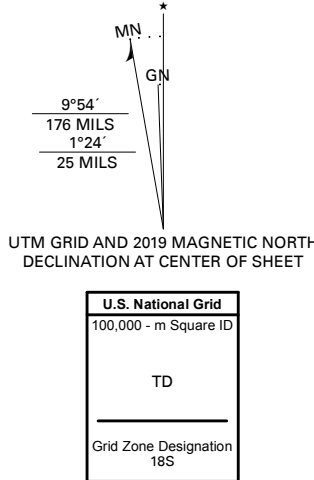 ★
MN
GN
9°54´
176 MILS
1°24´
25 MILS
UTM GRID AND 2019 MAGNETIC NORTH
DECLINATION AT CENTER OF SHEET
U.S. National Grid
100,000 - m Square ID
TD
Grid Zone Designation
18S